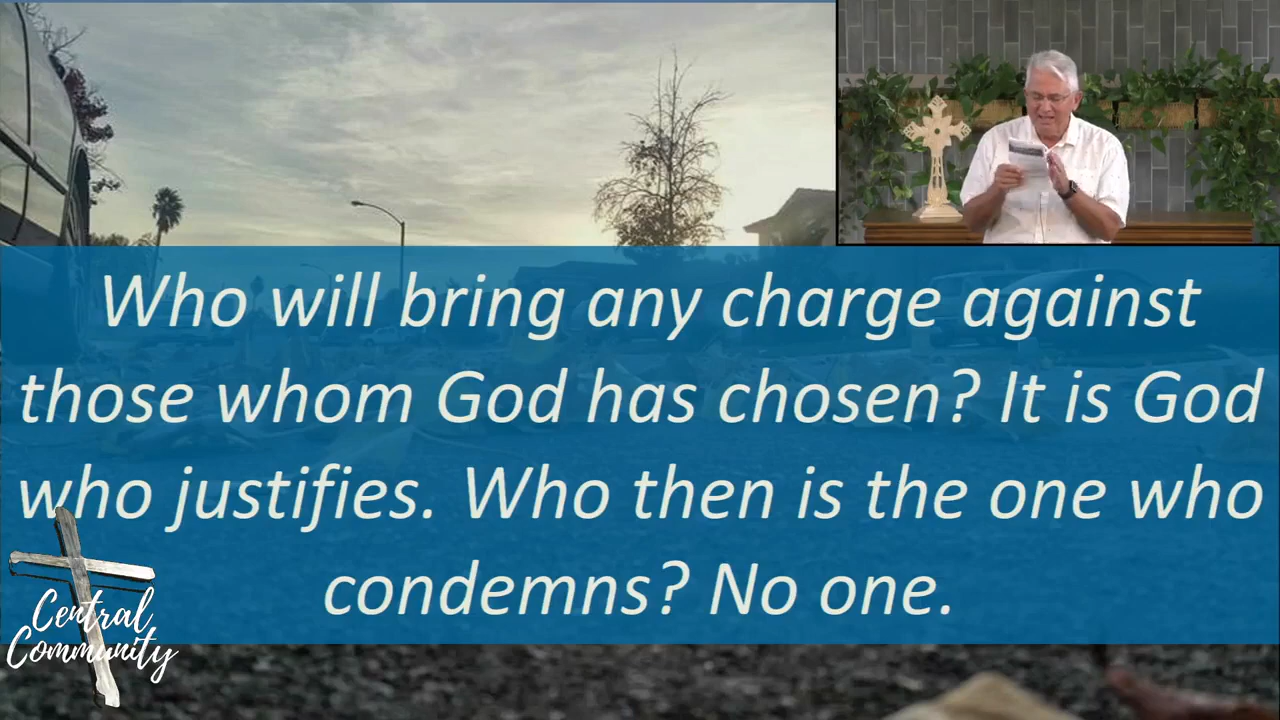 Who will bring any charge against
those whom God has chosen? It is God
who justifies. Who then is the one who
condemns? No one.
Central
Community